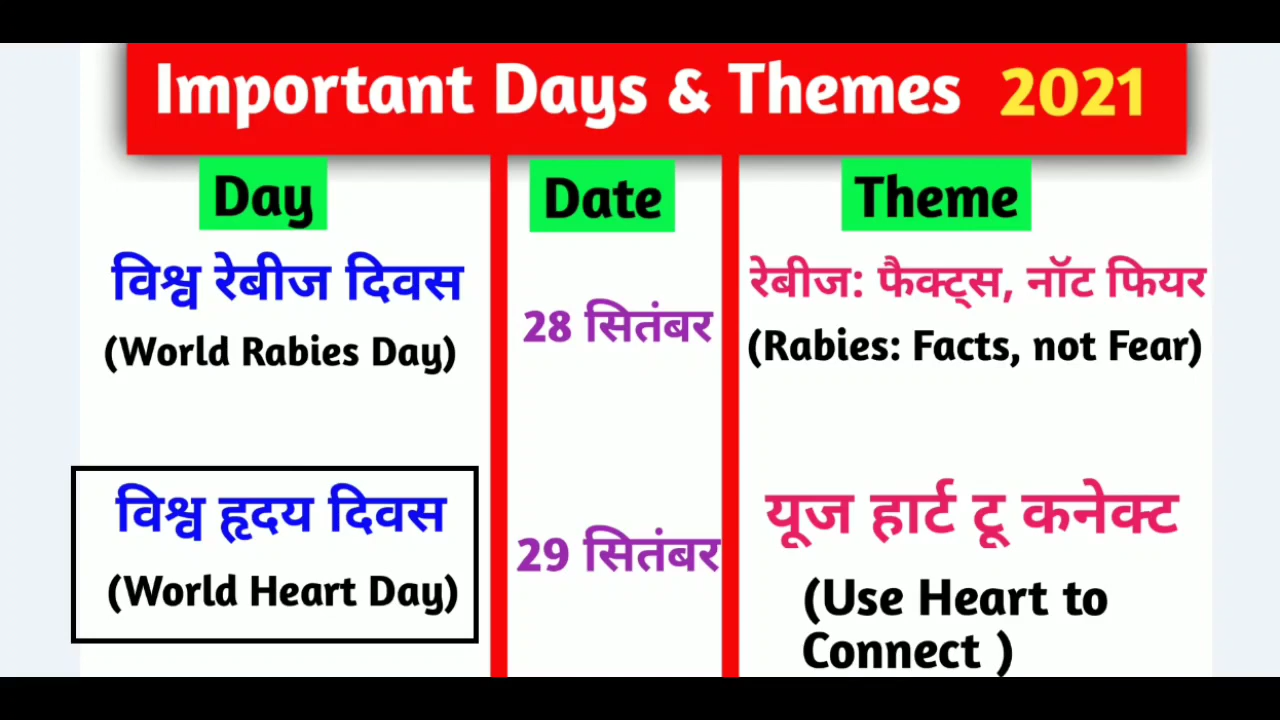 Important Days & Themes 2021
Day Date Theme
विश्व रेबीज दिवस
(World Rabies Day)
28 सितंबर
रेबीज: फैक्ट्स, नॉट फियर
(Rabies: Facts, not Fear)
विश्व हृदय दिवस
(World Heart Day)
29 सितंबर
यूज हार्ट टू कनेक्ट
(Use Heart to
Connect )